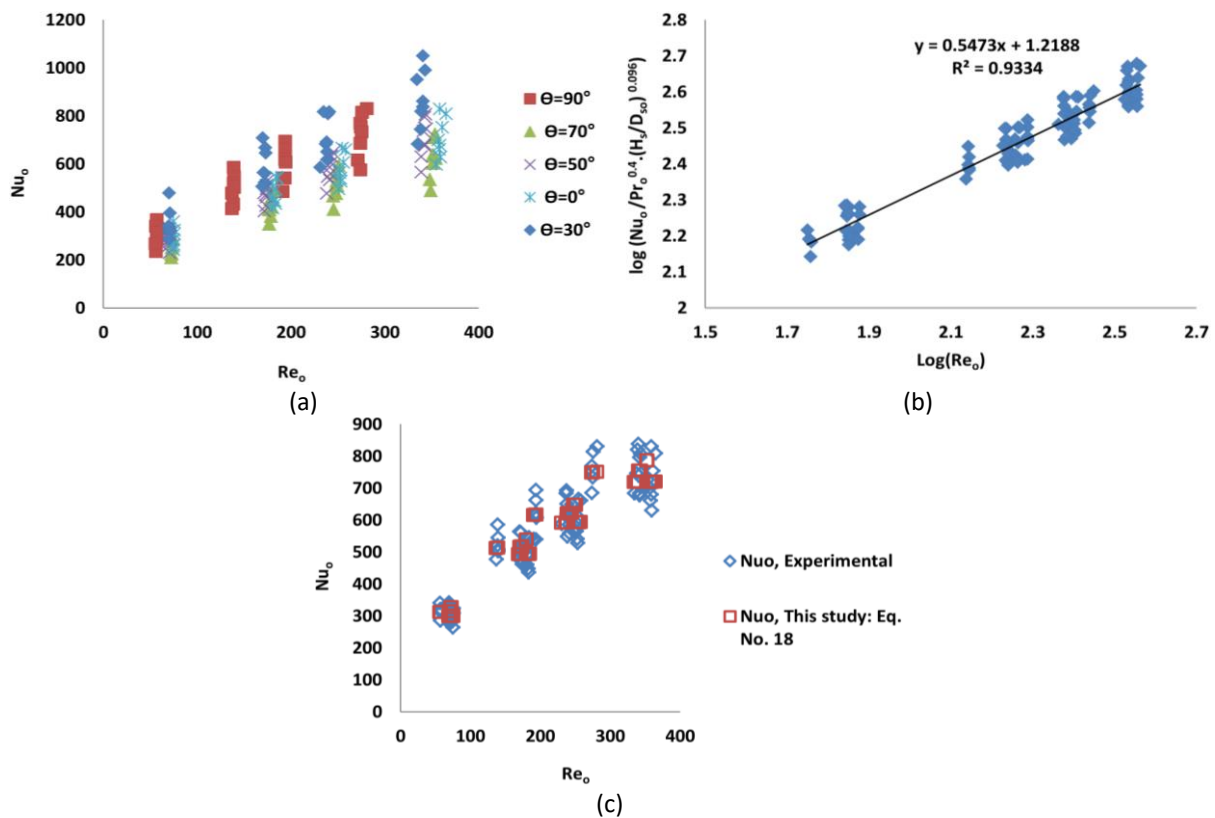 1200
1000
800
600
400
200
0
0 100 200 300 400
Nuₒ
Reₒ
Ө=90°
Ө=70°
Ө=50°
Ө=0°
Ө=30°
(a)
y = 0.5473x + 1.2188
R² = 0.9334
2.8
2.7
2.6
2.5
2.4
2.3
2.2
2.1
2
1.5 1.7 1.9 2.1 2.3 2.5 2.7
log (Nuₒ/Prₒ^0.4.(Hₛ/Dₛₒ)^0.096)
Log(Reₒ)
(b)
900
800
700
600
500
400
300
200
100
0
0 100 200 300 400
Nuₒ
Reₒ
Nuo, Experimental
Nuo, This study: Eq.
No. 18
(c)